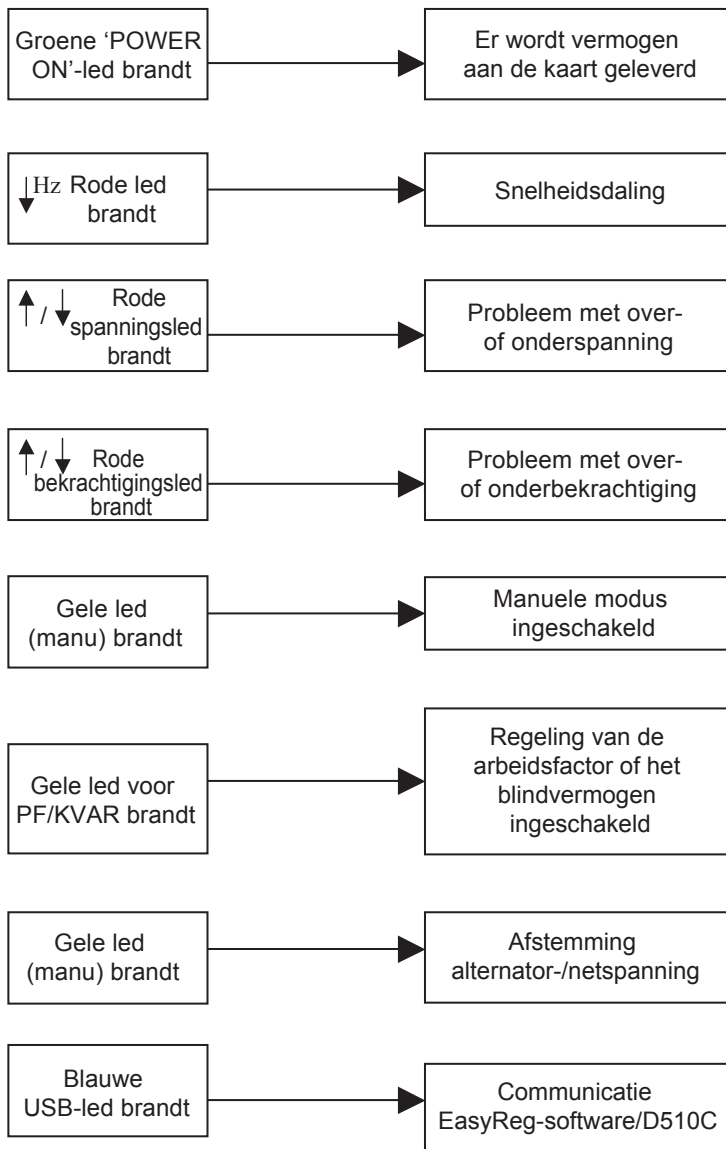 Groene ‘POWER
ON’-led brandt
Er wordt vermogen
aan de kaart geleverd
↓Hz Rode led
brandt
Snelheidsdaling
↑ / ↓ Rode
spanningsled
brandt
Probleem met over-
of onderspanning
↑ / ↓ Rode
bekrachtigingsled
brandt
Probleem met over-
of onderbekrachtiging
Gele led
(manu) brandt
Manuele modus
ingeschakeld
Gele led voor
PF/KVAR brandt
Regeling van de
arbeidsfactor of het
blindvermogen
ingeschakeld
Gele led
(manu) brandt
Afstemming
alternator-/netspanning
Blauwe
USB-led brandt
Communicatie
EasyReg-software/D510C